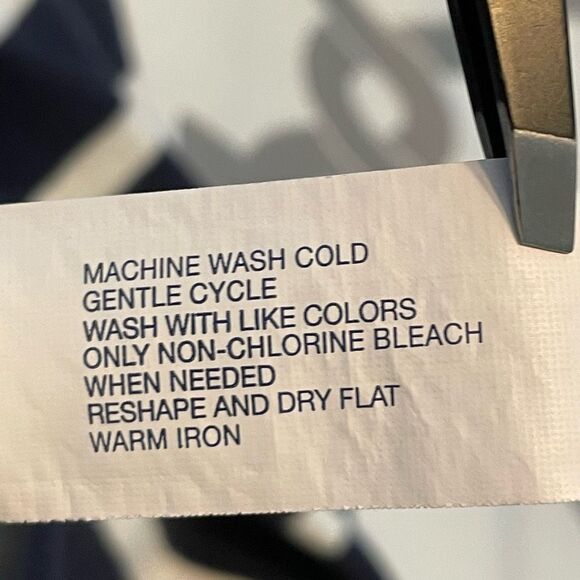 MACHINE WASH COLD
GENTLE CYCLE
WASH WITH LIKE COLORS
ONLY NON-CHLORINE BLEACH
WHEN NEEDED
RESHAPE AND DRY FLAT
WARM IRON